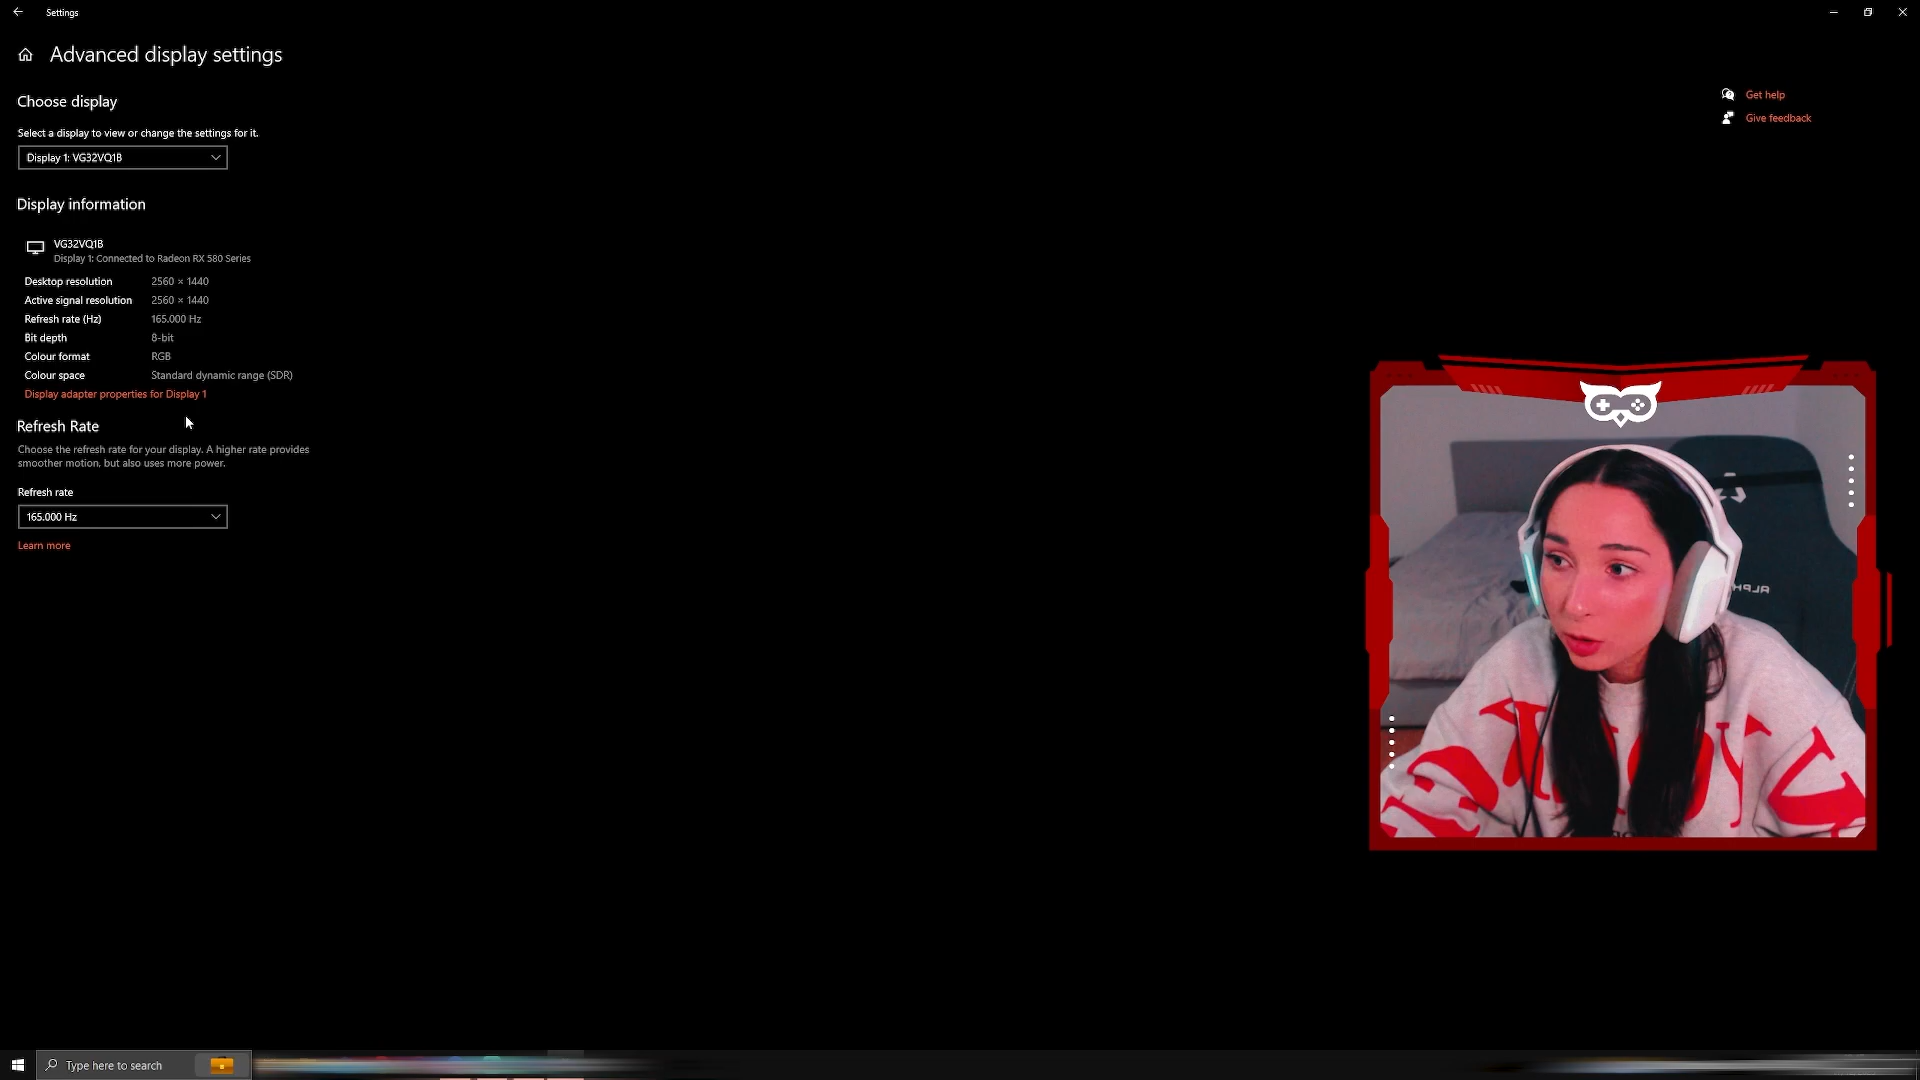 Settings
Advanced display settings
Choose display
Select a display to view or change the settings for it.
Display 1: VG32VQ1B
Display information
VG32VQ1B
Display 1: Connected to Radeon RX 580 Series
Desktop resolution 2560 × 1440
Active signal resolution 2560 × 1440
Refresh rate (Hz) 165.000 Hz
Bit depth 8-bit
Colour format RGB
Colour space Standard dynamic range (SDR)
Display adapter properties for Display 1
Refresh Rate
Choose the refresh rate for your display. A higher rate provides
smoother motion, but also uses more power.
Refresh rate
165.000 Hz
Learn more
Get help
Give feedback
Type here to search